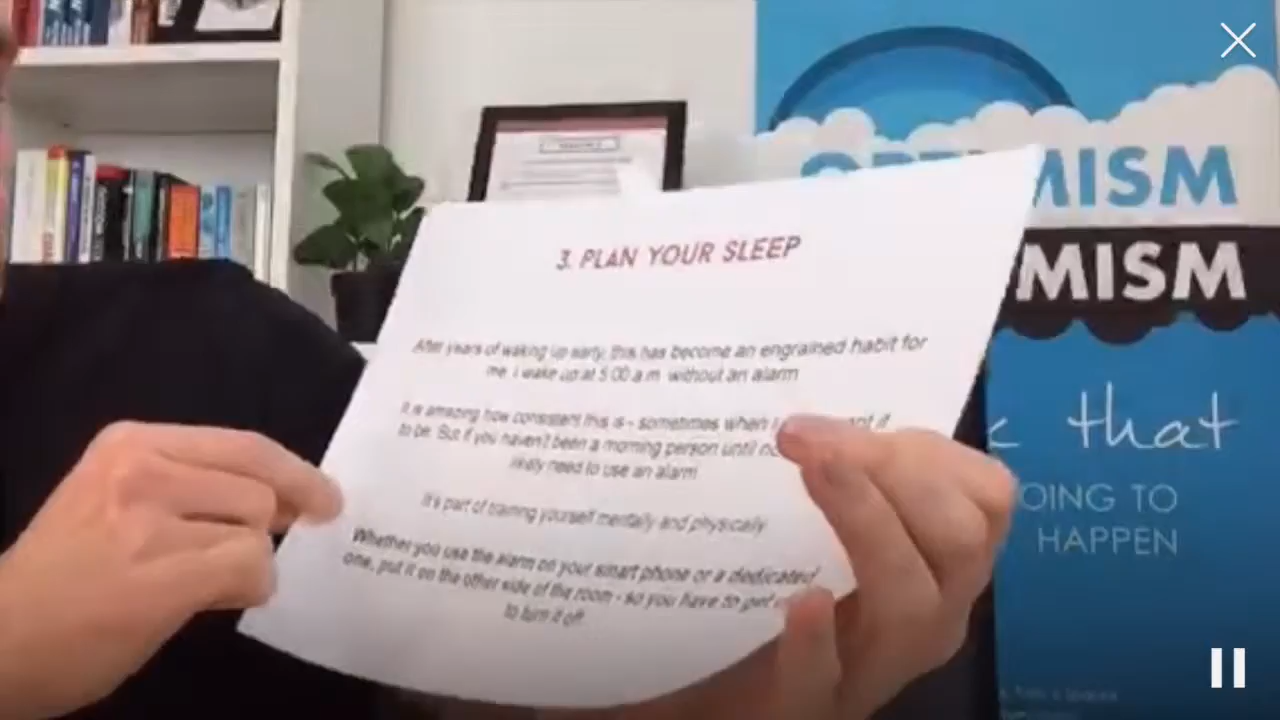 OPTIMISM
MISM
3. PLAN YOUR SLEEP
After years of waking up early, this has become an engrained habit for
me. I wake up at 5:00 a.m. without an alarm
It is amazing how consistent this is - sometimes when I it
to be. But if you haven't been a morning person until
likely need to use an alarm
It's part of training yourself mentally and physically
Whether you use the alarm on your smart phone or a dedicated
one, put it on the other side of the room - so you have to get
to turn it off
that
OING TO
HAPPEN